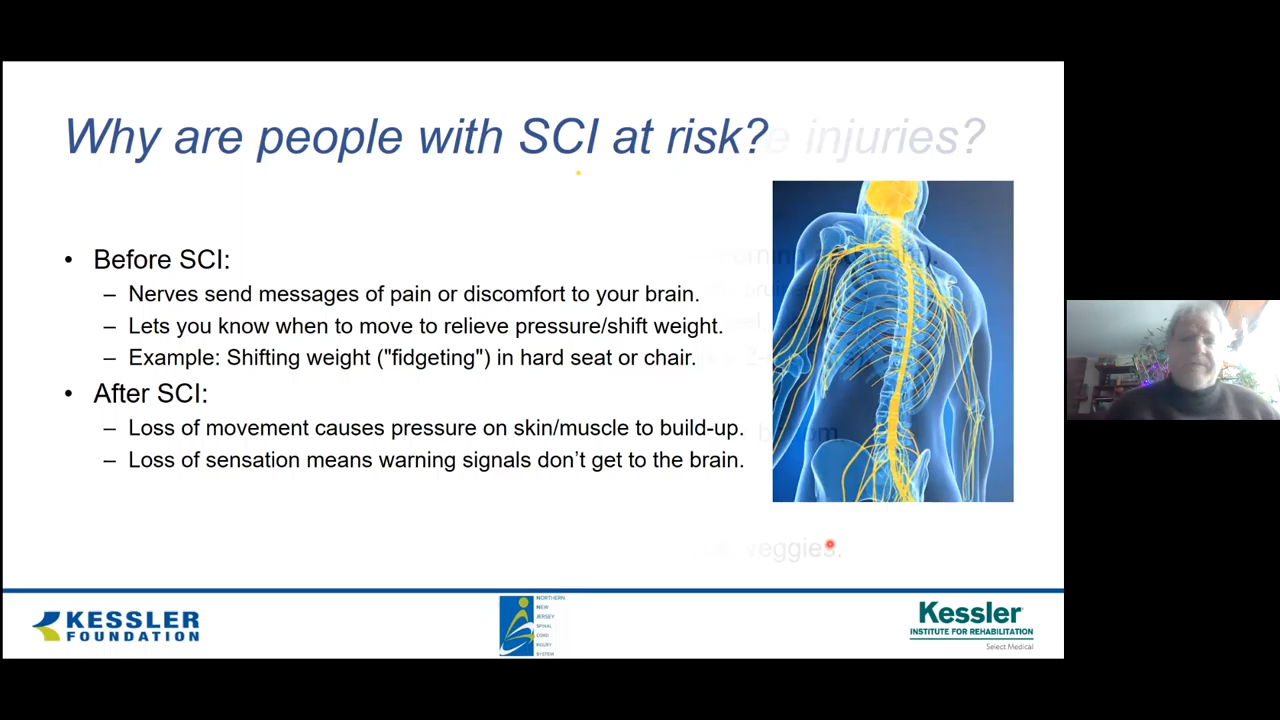 Why are people with SCI at risk? e injuries?
• Before SCI:
– Nerves send messages of pain or discomfort to your brain.
– Lets you know when to move to relieve pressure/shift weight.
– Example: Shifting weight ("fidgeting") in hard seat or chair.
• After SCI:
– Loss of movement causes pressure on skin/muscle to build-up.
– Loss of sensation means warning signals don’t get to the brain.
veggies.
KESSLER
FOUNDATION
NORTHERN
NEW
JERSEY
SPINAL
CORD
INJURY
SYSTEM
Kessler
INSTITUTE FOR REHABILITATION
Select Medical